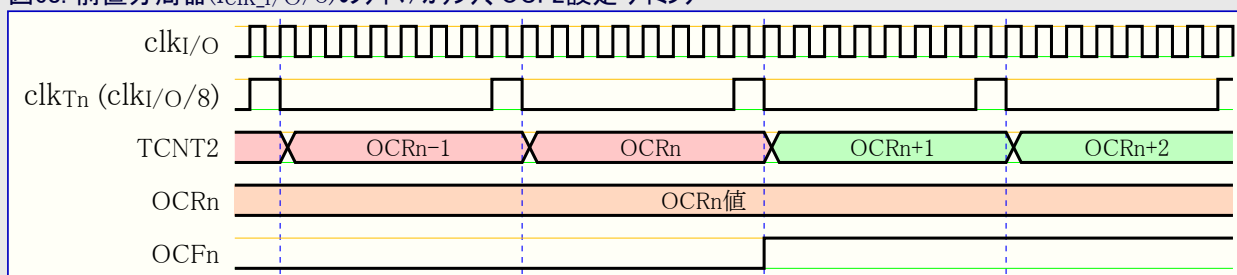 clkI/O
clkTn (clkI/O/8)
TCNT2 OCRn-1 OCRn OCRn+1 OCRn+2
OCRn OCRn値
OCFn